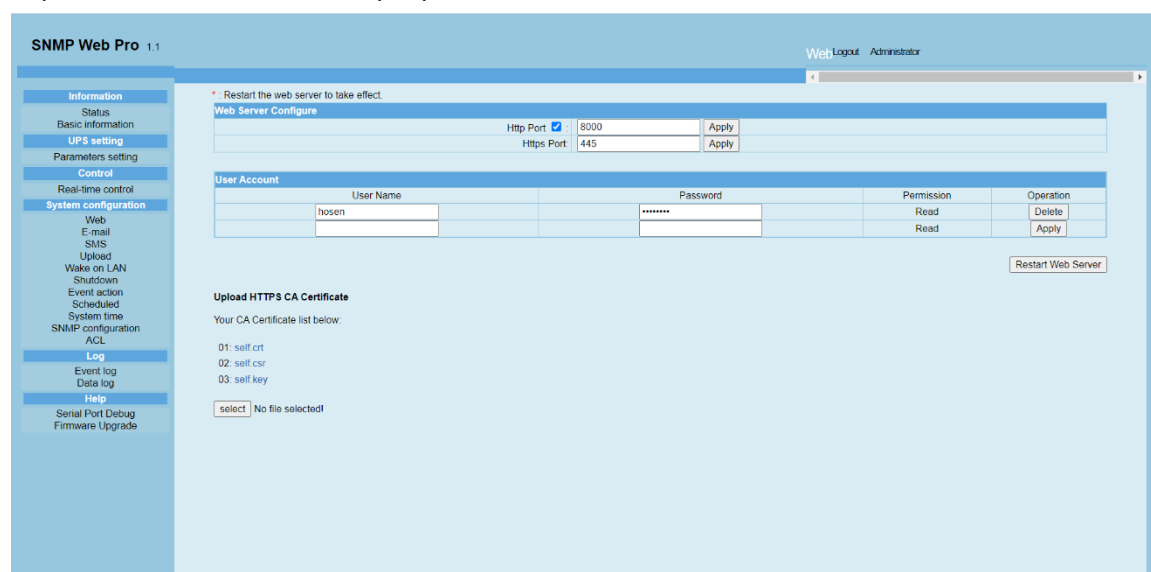 SNMP Web Pro 1.1
Web Logout Administrator
Information
Status
Basic information
UPS setting
Parameters setting
Control
Real-time control
System configuration
Web
E-mail
SMS
Upload
Wake on LAN
Shutdown
Event action
Scheduled
System time
SNMP configuration
ACL
Log
Event log
Data log
Help
Serial Port Debug
Firmware Upgrade
* : Restart the web server to take effect.
Web Server Configure
Http Port : 8000 Apply
Https Port: 445 Apply
User Account
User Name Password Permission Operation
hosen •••••••• Read Delete
Read Apply
Restart Web Server
Upload HTTPS CA Certificate
Your CA Certificate list below:
01: self.crt
02: self.csr
03: self.key
select No file selected!